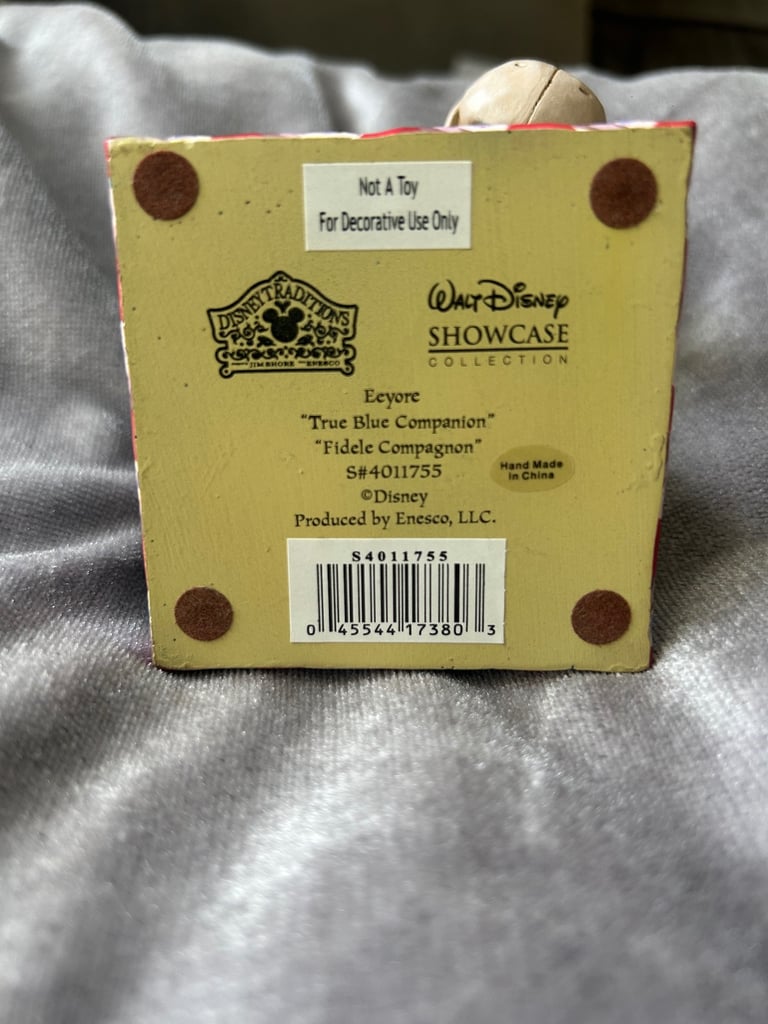 Not A Toy
For Decorative Use Only
DISNEY TRADITIONS
JIM SHORE ENESCO
WALT DISNEY
SHOWCASE
COLLECTION
Eeyore
“True Blue Companion”
“Fidele Compagnon”
S#4011755
©Disney
Produced by Enesco, LLC.
Hand Made
In China
S4011755
0 45544 17380 3